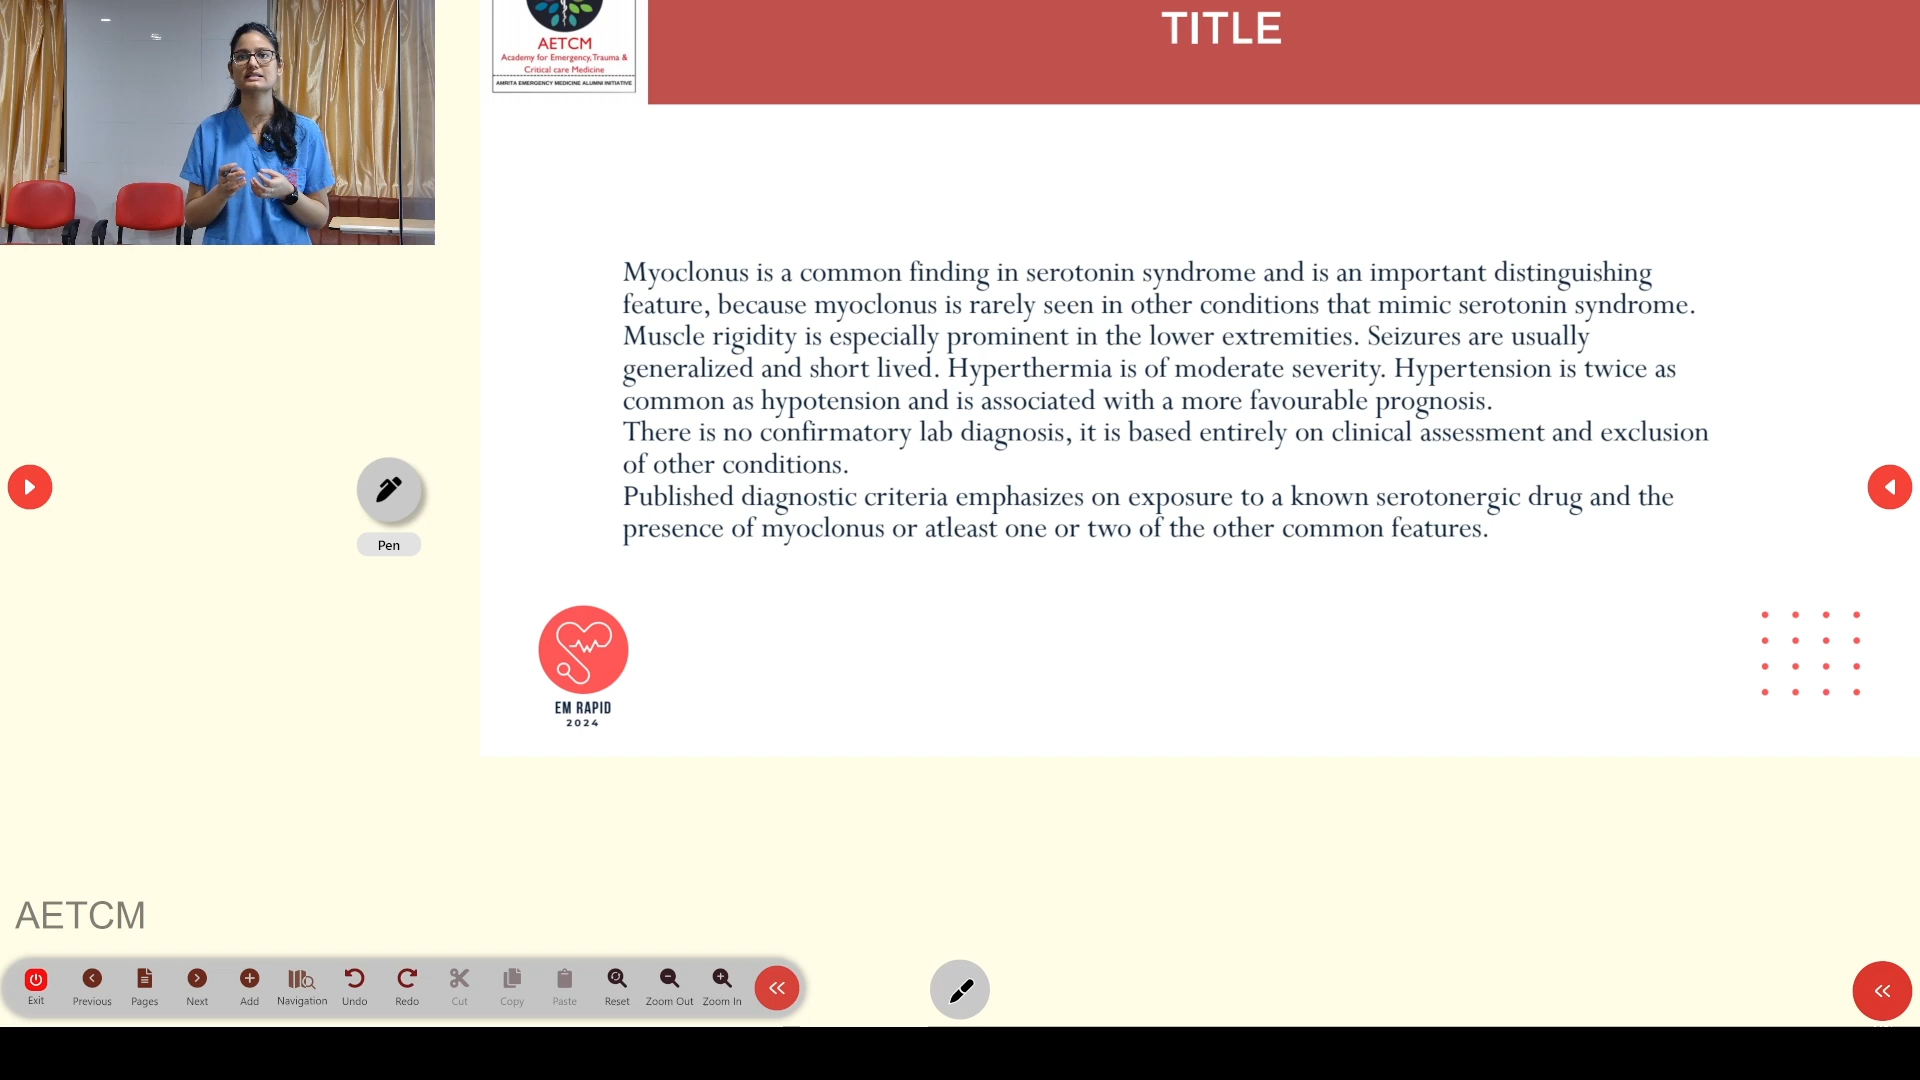 TITLE
AETCM
Academy for Emergency, Trauma &
Critical care Medicine
AMRITA EMERGENCY MEDICINE ALUMNI INITIATIVE
Myoclonus is a common finding in serotonin syndrome and is an important distinguishing
feature, because myoclonus is rarely seen in other conditions that mimic serotonin syndrome.
Muscle rigidity is especially prominent in the lower extremities. Seizures are usually
generalized and short lived. Hyperthermia is of moderate severity. Hypertension is twice as
common as hypotension and is associated with a more favourable prognosis.
There is no confirmatory lab diagnosis, it is based entirely on clinical assessment and exclusion
of other conditions.
Published diagnostic criteria emphasizes on exposure to a known serotonergic drug and the
presence of myoclonus or atleast one or two of the other common features.
Pen
EM RAPID
2024
AETCM
Exit Previous Pages Next Add Navigation Undo Redo Cut Copy Paste Reset Zoom Out Zoom In